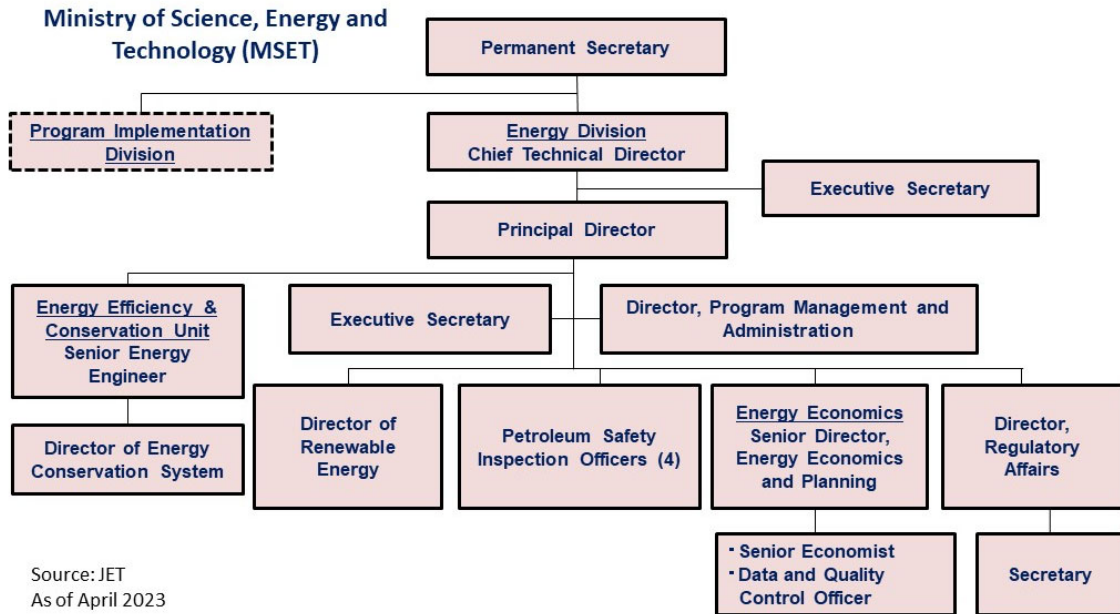 Ministry of Science, Energy and
Technology (MSET)
Permanent Secretary
Program Implementation
Division
Energy Division
Chief Technical Director
Executive Secretary
Principal Director
Energy Efficiency &
Conservation Unit
Senior Energy
Engineer
Executive Secretary
Director, Program Management and
Administration
Director of Energy
Conservation System
Director of
Renewable
Energy
Petroleum Safety
Inspection Officers (4)
Energy Economics
Senior Director,
Energy Economics
and Planning
Director,
Regulatory
Affairs
▪ Senior Economist
▪ Data and Quality
Control Officer
Secretary
Source: JET
As of April 2023